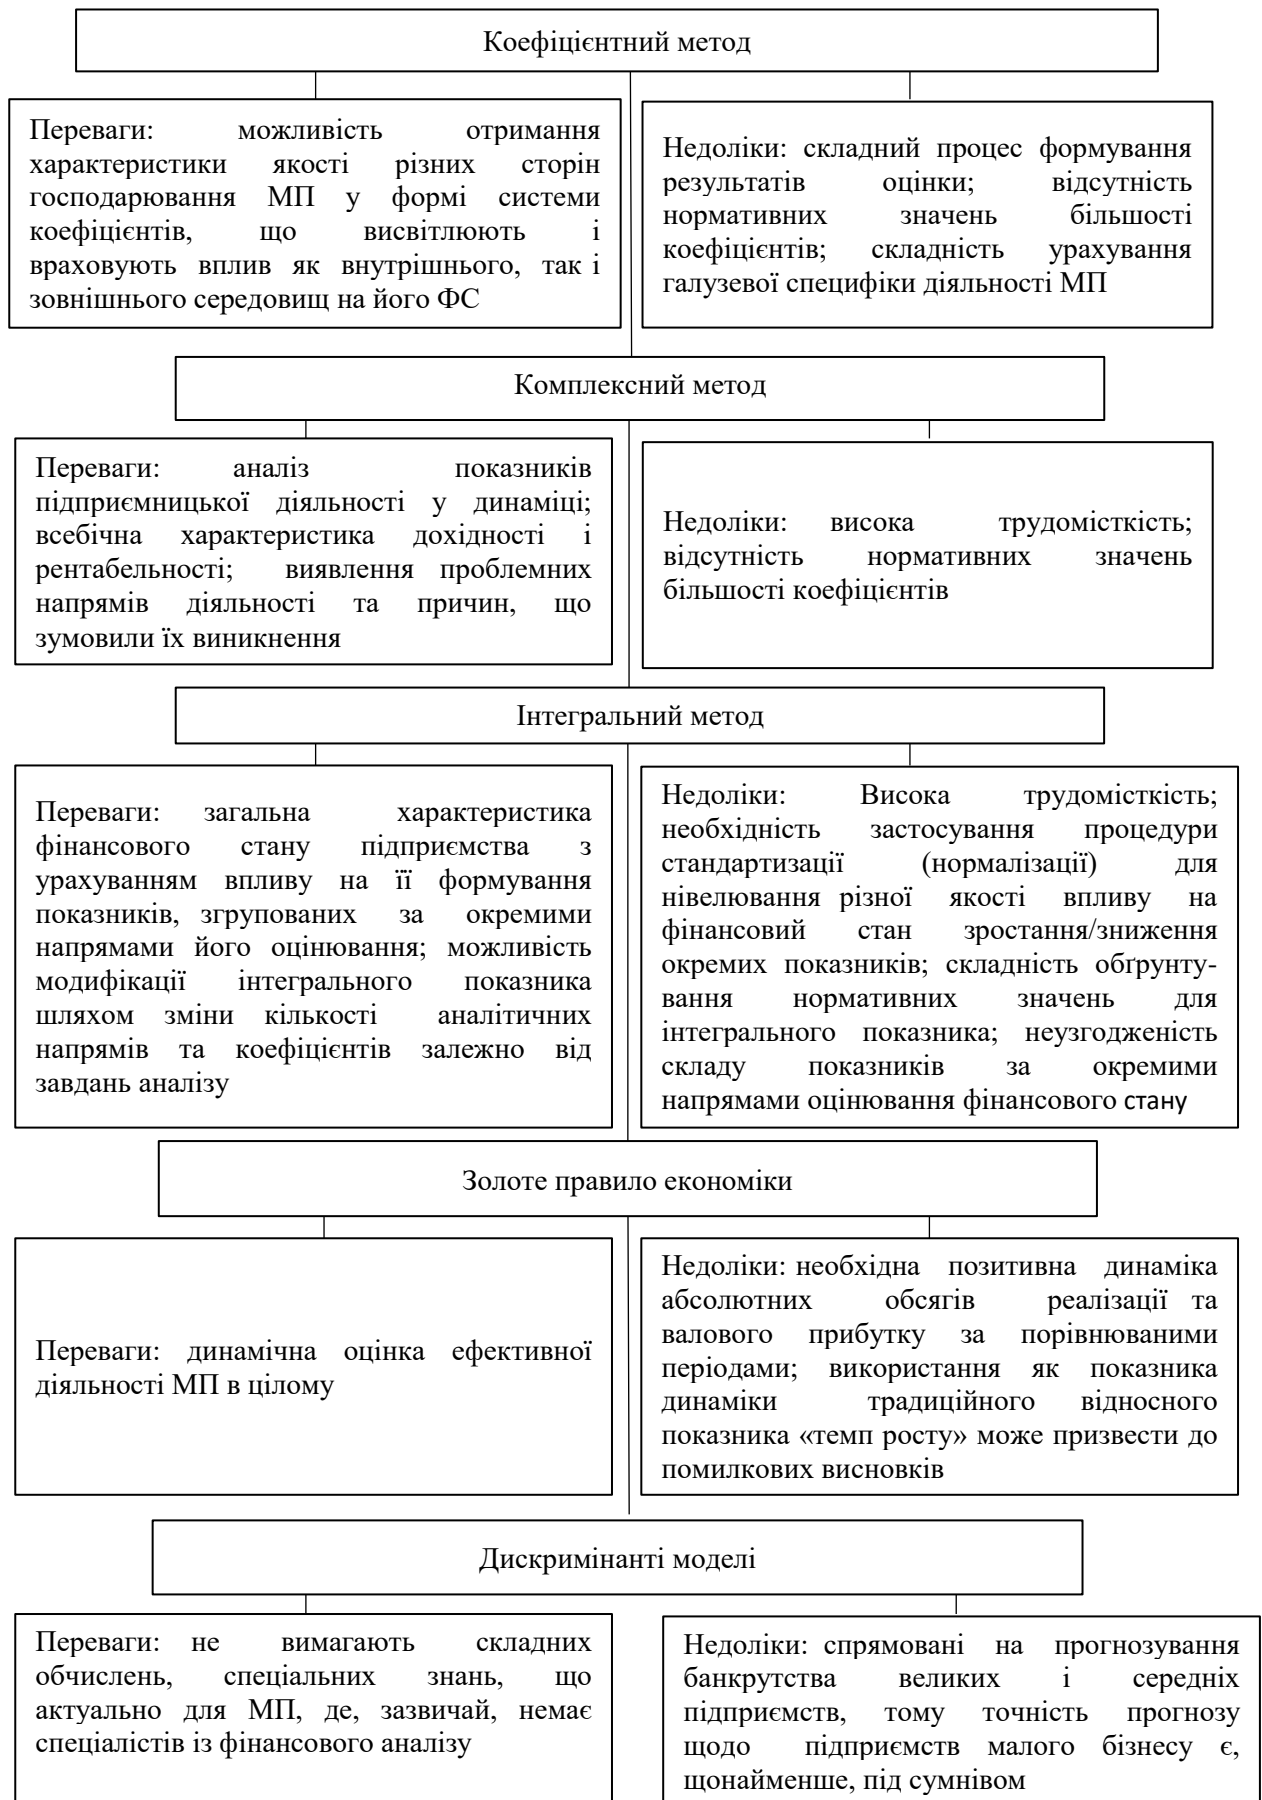 Коефіцієнтний метод
Переваги: можливість отримання
характеристики якості різних сторін
господарювання МП у формі системи
коефіцієнтів, що висвітлюють і
враховують вплив як внутрішнього, так і
зовнішнього середовищ на його ФС
Недоліки: складний процес формування
результатів оцінки; відсутність
нормативних значень більшості
коефіцієнтів; складність урахування
галузевої специфіки діяльності МП
Комплексний метод
Переваги: аналіз показників
підприємницької діяльності у динаміці;
всебічна характеристика дохідності і
рентабельності; виявлення проблемних
напрямів діяльності та причин, що
зумовили їх виникнення
Недоліки: висока трудомісткість;
відсутність нормативних значень
більшості коефіцієнтів
Інтегральний метод
Переваги: загальна характеристика
фінансового стану підприємства з
урахуванням впливу на її формування
показників, згрупованих за окремими
напрямами його оцінювання; можливість
модифікації інтегрального показника
шляхом зміни кількості аналітичних
напрямів та коефіцієнтів залежно від
завдань аналізу
Недоліки: Висока трудомісткість;
необхідність застосування процедури
стандартизації (нормалізації) для
нівелювання різної якості впливу на
фінансовий стан зростання/зниження
окремих показників; складність обґрунту-
вання нормативних значень для
інтегрального показника; неузгодженість
складу показників за окремими
напрямами оцінювання фінансового стану
Золоте правило економіки
Переваги: динамічна оцінка ефективної
діяльності МП в цілому
Недоліки: необхідна позитивна динаміка
абсолютних обсягів реалізації та
валового прибутку за порівнюваними
періодами; використання як показника
динаміки традиційного відносного
показника «темп росту» може призвести до
помилкових висновків
Дискримінанті моделі
Переваги: не вимагають складних
обчислень, спеціальних знань, що
актуально для МП, де, зазвичай, немає
спеціалістів із фінансового аналізу
Недоліки: спрямовані на прогнозування
банкрутства великих і середніх
підприємств, тому точність прогнозу
щодо підприємств малого бізнесу є,
щонайменше, під сумнівом